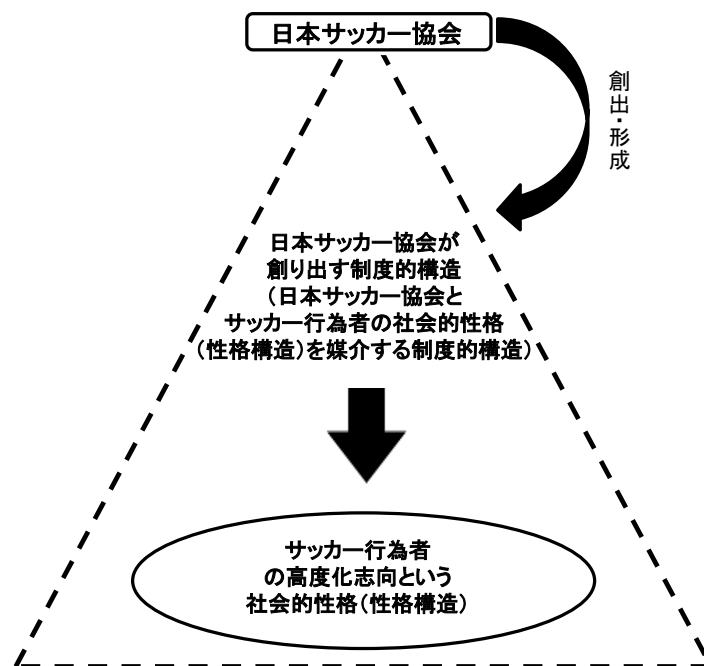 日本サッカー協会
創出・形成
日本サッカー協会が
創り出す制度的構造
（日本サッカー協会と
サッカー行為者の社会的性格
（性格構造）を媒介する制度的構造）
サッカー行為者
の高度化志向という
社会的性格（性格構造）